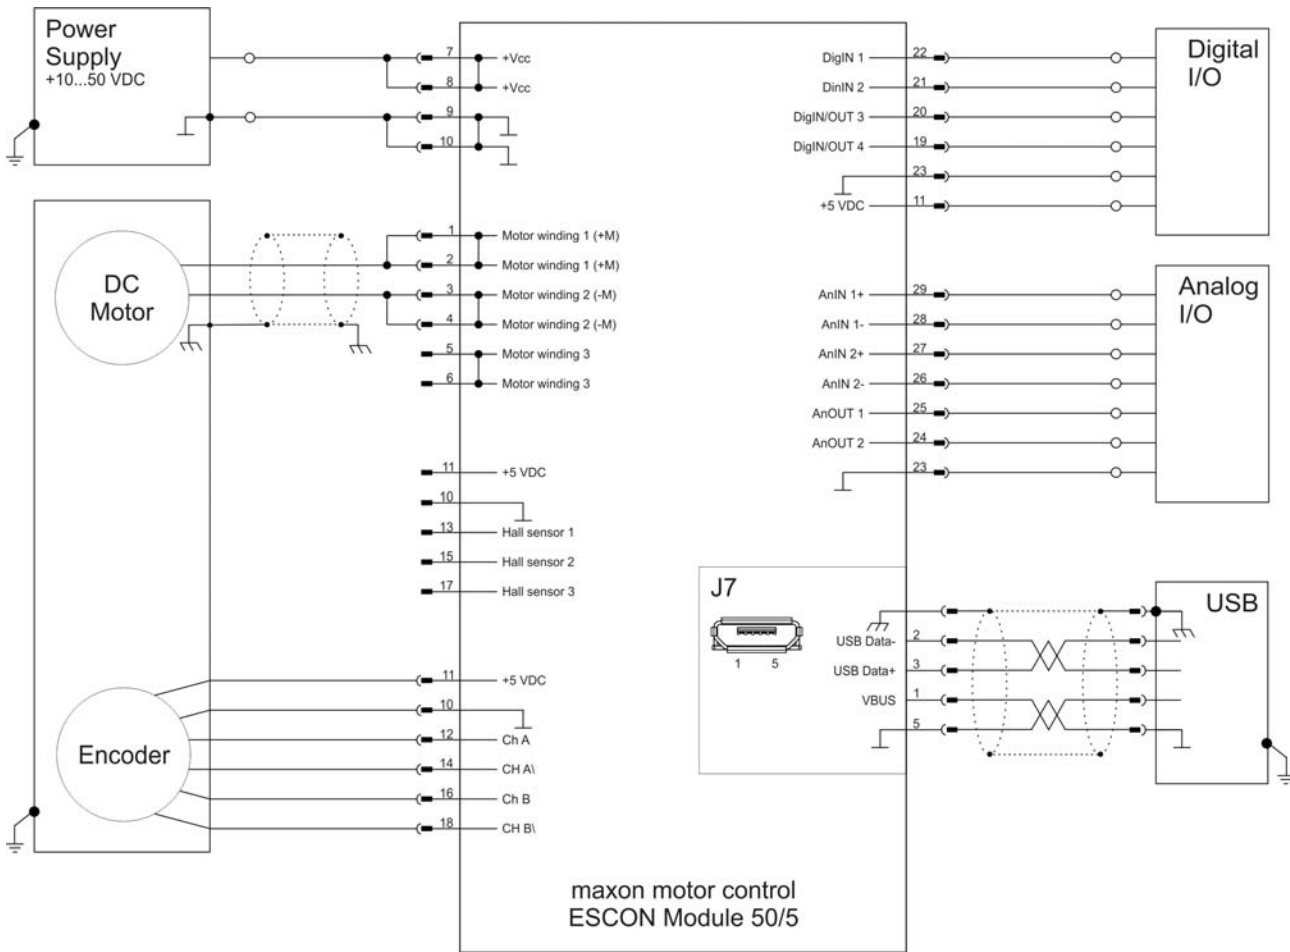 Power
Supply
+10...50 VDC
7 +Vcc
8 +Vcc
9
10
DC
Motor
1 Motor winding 1 (+M)
2 Motor winding 1 (+M)
3 Motor winding 2 (-M)
4 Motor winding 2 (-M)
5 Motor winding 3
6 Motor winding 3
11 +5 VDC
10
13 Hall sensor 1
15 Hall sensor 2
17 Hall sensor 3
Encoder
11 +5 VDC
10
12 Ch A
14 CH A\
16 Ch B
18 CH B\
DigIN 1 22
DinIN 2 21
DigIN/OUT 3 20
DigIN/OUT 4 19
23
+5 VDC 11
Digital
I/O
AnIN 1+ 29
AnIN 1- 28
AnIN 2+ 27
AnIN 2- 26
AnOUT 1 25
AnOUT 2 24
23
Analog
I/O
J7
1 5
USB Data- 2
USB Data+ 3
VBUS 1
5
USB
maxon motor control
ESCON Module 50/5